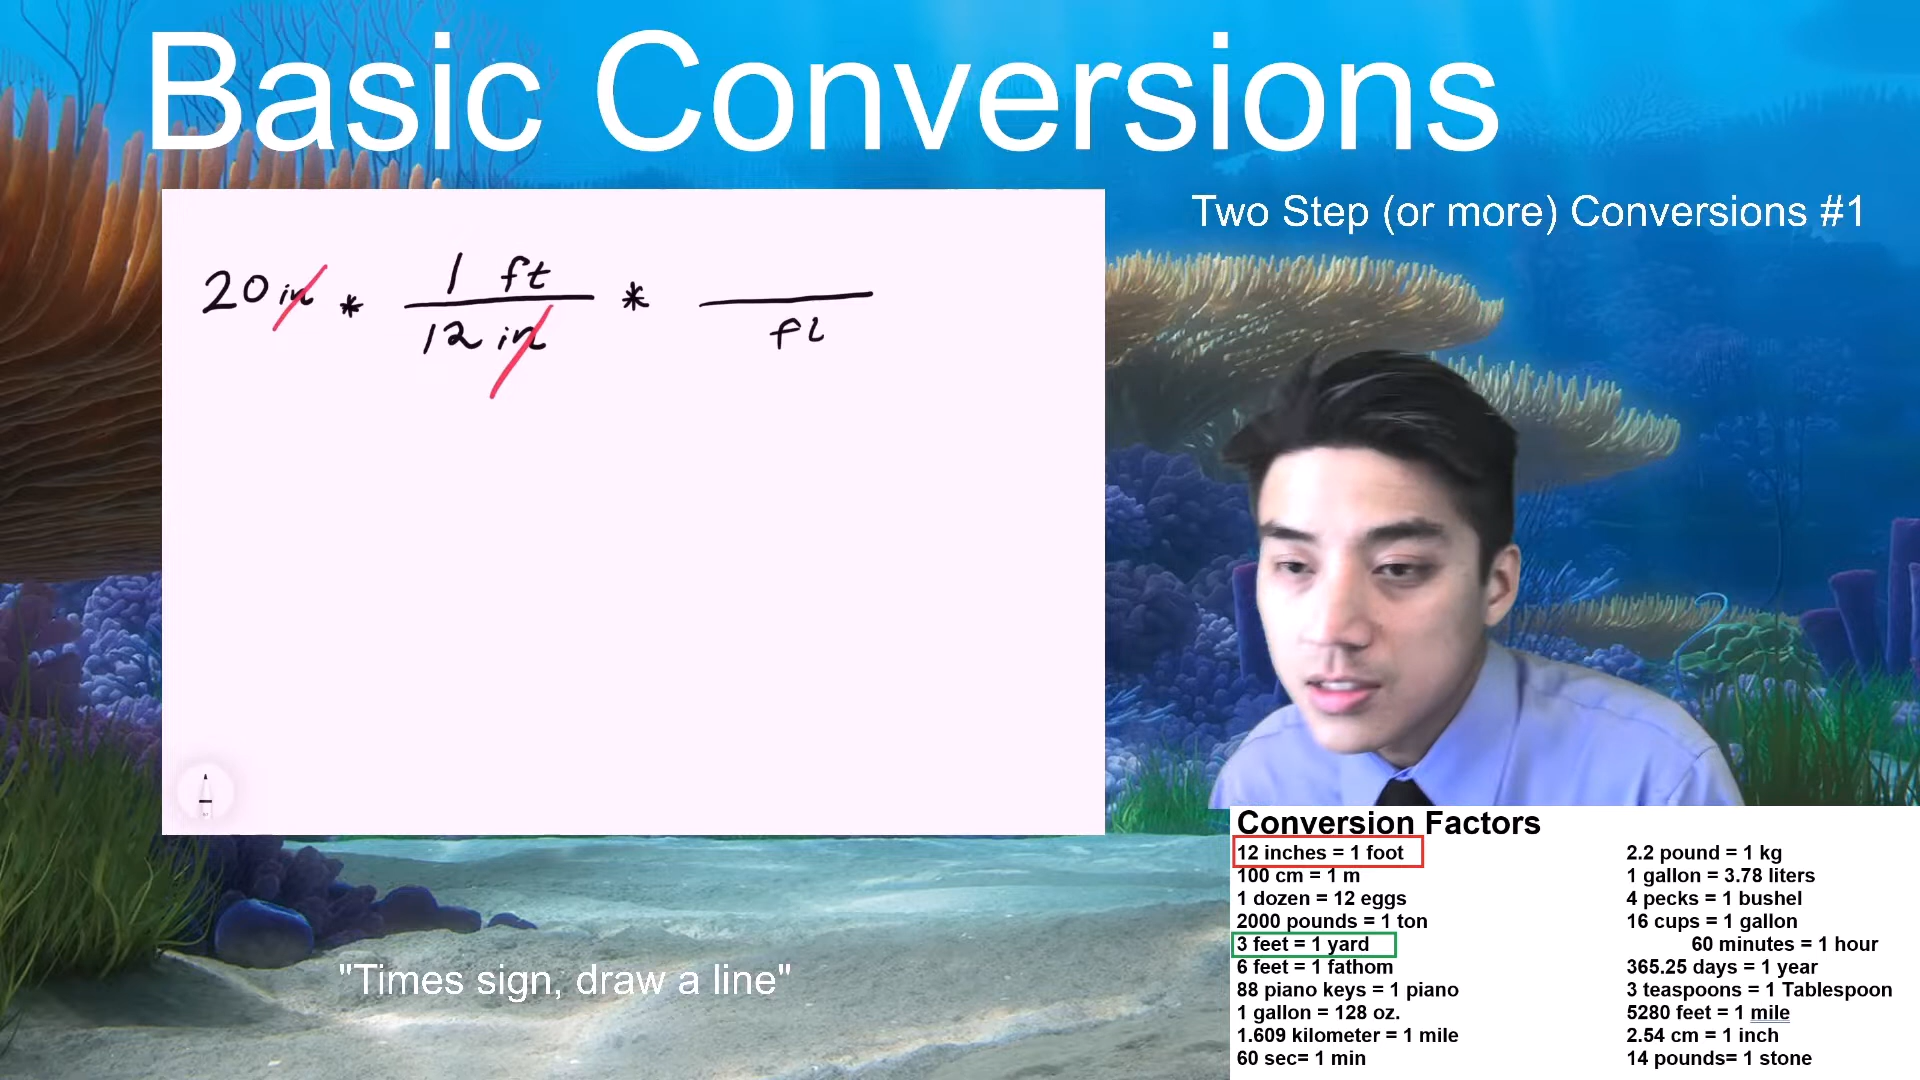 Basic Conversions
Two Step (or more) Conversions #1
20 in * 1 ft / 12 in * ___ / ft
"Times sign, draw a line"
Conversion Factors
12 inches = 1 foot
100 cm = 1 m
1 dozen = 12 eggs
2000 pounds = 1 ton
3 feet = 1 yard
6 feet = 1 fathom
88 piano keys = 1 piano
1 gallon = 128 oz.
1.609 kilometer = 1 mile
60 sec= 1 min
2.2 pound = 1 kg
1 gallon = 3.78 liters
4 pecks = 1 bushel
16 cups = 1 gallon
60 minutes = 1 hour
365.25 days = 1 year
3 teaspoons = 1 Tablespoon
5280 feet = 1 mile
2.54 cm = 1 inch
14 pounds= 1 stone